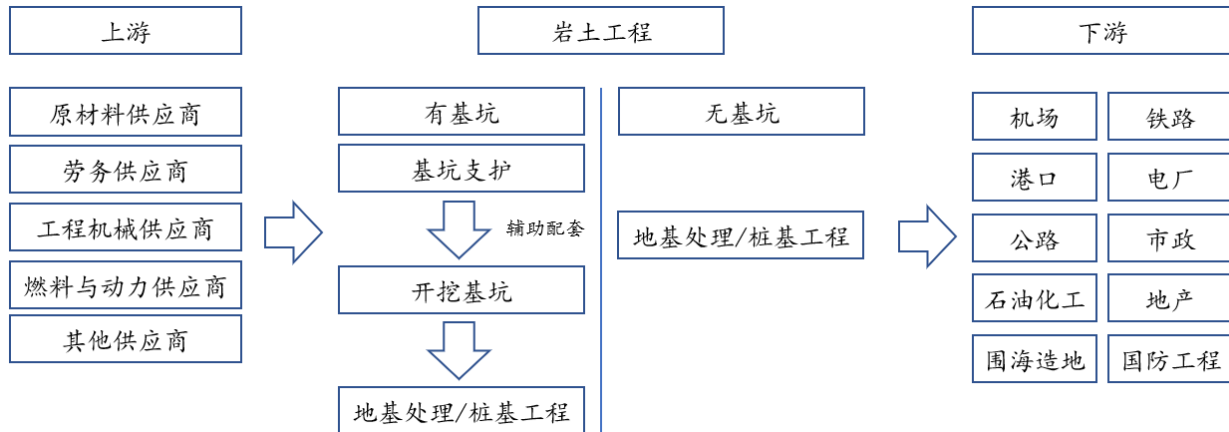 上游
岩土工程
下游
原材料供应商
劳务供应商
工程机械供应商
燃料与动力供应商
其他供应商
有基坑
基坑支护
辅助配套
开挖基坑
地基处理/桩基工程
无基坑
地基处理/桩基工程
机场
铁路
港口
电厂
公路
市政
石油化工
地产
围海造地
国防工程